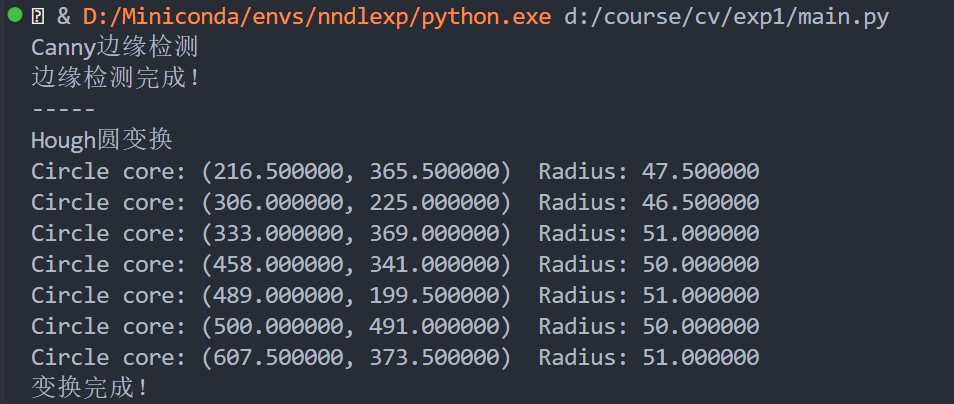 & D:/Miniconda/envs/nndlexp/python.exe d:/course/cv/exp1/main.py
Canny边缘检测
边缘检测完成！
-----
Hough圆变换
Circle core: (216.500000, 365.500000)  Radius: 47.500000
Circle core: (306.000000, 225.000000)  Radius: 46.500000
Circle core: (333.000000, 369.000000)  Radius: 51.000000
Circle core: (458.000000, 341.000000)  Radius: 50.000000
Circle core: (489.000000, 199.500000)  Radius: 51.000000
Circle core: (500.000000, 491.000000)  Radius: 50.000000
Circle core: (607.500000, 373.500000)  Radius: 51.000000
变换完成！